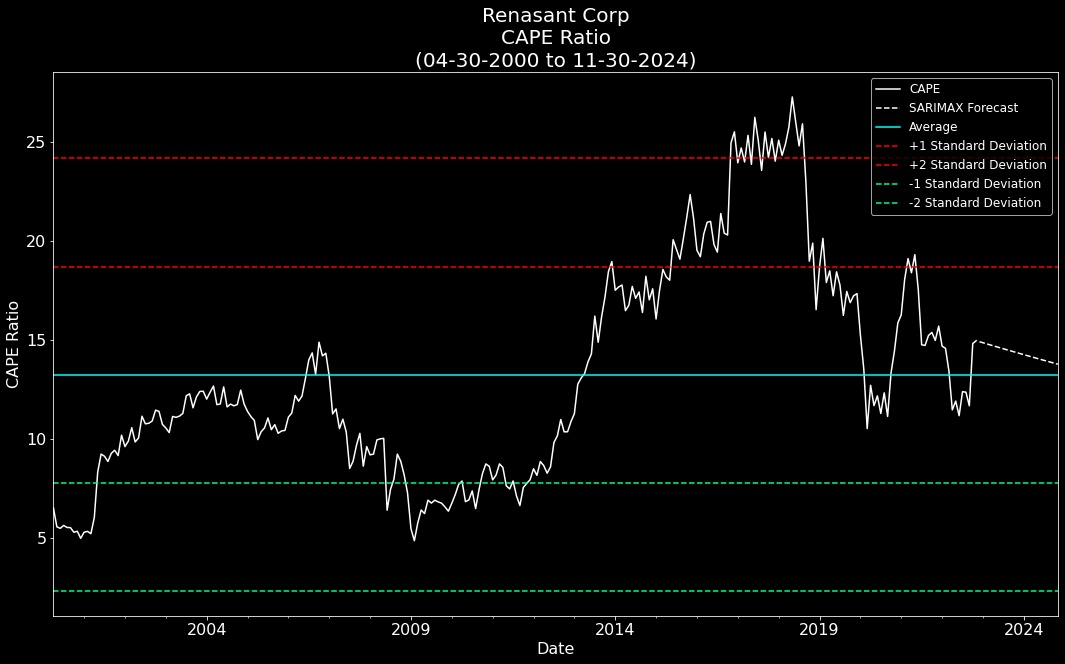 Renasant Corp
CAPE Ratio
(04-30-2000 to 11-30-2024)
CAPE
SARIMAX Forecast
Average
+1 Standard Deviation
+2 Standard Deviation
-1 Standard Deviation
-2 Standard Deviation
CAPE Ratio
25
20
15
10
5
2004 2009 2014 2019 2024
Date